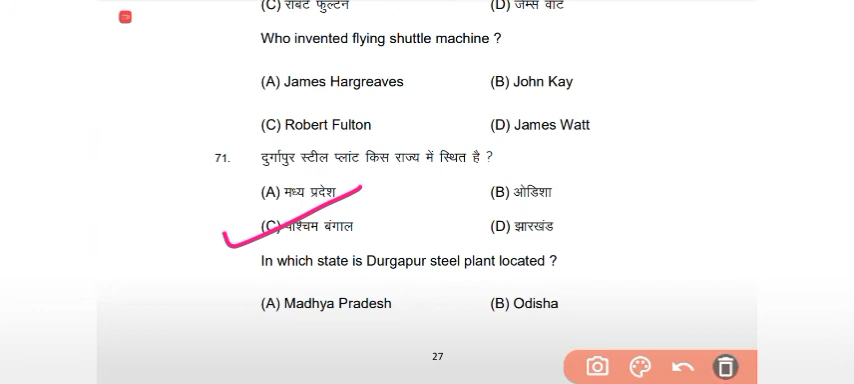 (C) राबर्ट फुल्टन (D) जेम्स वाट
Who invented flying shuttle machine ?
(A) James Hargreaves (B) John Kay
(C) Robert Fulton (D) James Watt
71. दुर्गापुर स्टील प्लांट किस राज्य में स्थित है ?
(A) मध्य प्रदेश (B) ओडिशा
(C) पश्चिम बंगाल (D) झारखंड
In which state is Durgapur steel plant located ?
(A) Madhya Pradesh (B) Odisha
27